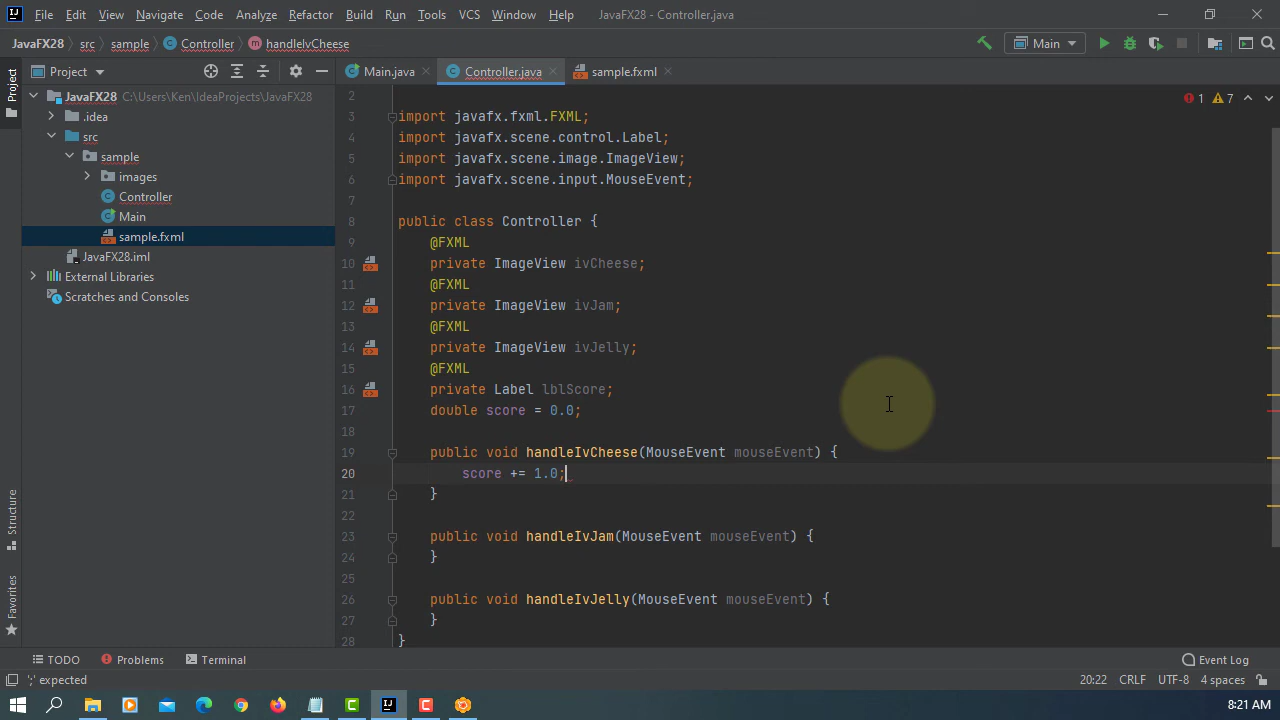 File Edit View Navigate Code Analyze Refactor Build Run Tools VCS Window Help JavaFX28 - Controller.java
JavaFX28 src sample Controller handleIvCheese Main
Project Main.java Controller.java sample.fxml
Project
JavaFX28 C:\Users\Ken\IdeaProjects\JavaFX28
.idea
src
sample
images
Controller
Main
sample.fxml
JavaFX28.iml
External Libraries
Scratches and Consoles
Structure
Favorites
1 7
2
3 import javafx.fxml.FXML;
4 import javafx.scene.control.Label;
5 import javafx.scene.image.ImageView;
6 import javafx.scene.input.MouseEvent;
7
8 public class Controller {
9 @FXML
10 private ImageView ivCheese;
11 @FXML
12 private ImageView ivJam;
13 @FXML
14 private ImageView ivJelly;
15 @FXML
16 private Label lblScore;
17 double score = 0.0;
18
19 public void handleIvCheese(MouseEvent mouseEvent) {
20 score += 1.0;
21 }
22
23 public void handleIvJam(MouseEvent mouseEvent) {
24 }
25
26 public void handleIvJelly(MouseEvent mouseEvent) {
27 }
28 }
TODO Problems Terminal Event Log
';' expected 20:22 CRLF UTF-8 4 spaces
8:21 AM